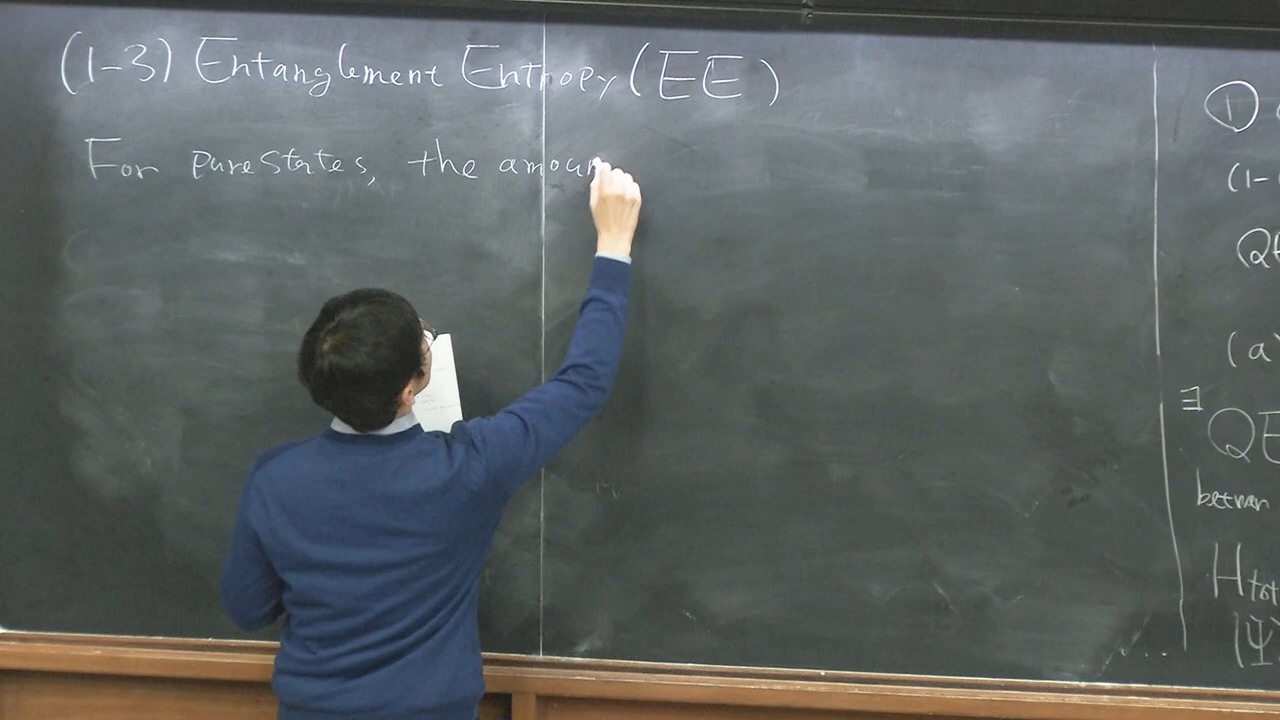 (1-3) Entanglement Entropy (EE)
For pure states, the amoun
①
(1-
QE
(a)
∃
QE
between
Htot
|Ψ